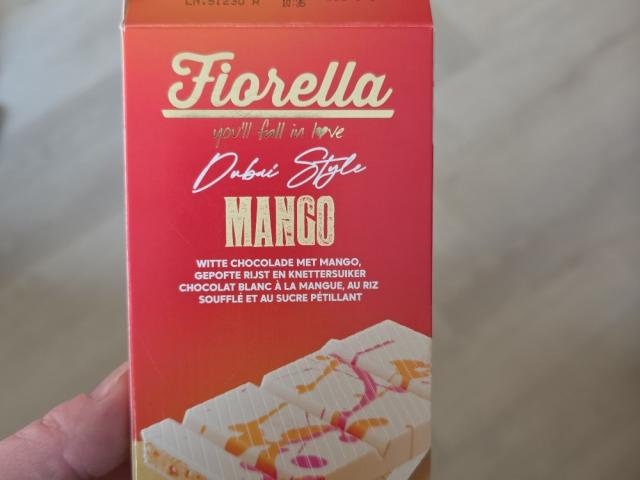 Fiorella
you'll fall in love
Dubai Style
MANGO
WITTE CHOCOLADE MET MANGO,
GEPOFTE RIJST EN KNETTERSUIKER
CHOCOLAT BLANC À LA MANGUE, AU RIZ
SOUFFLÉ ET AU SUCRE PÉTILLANT